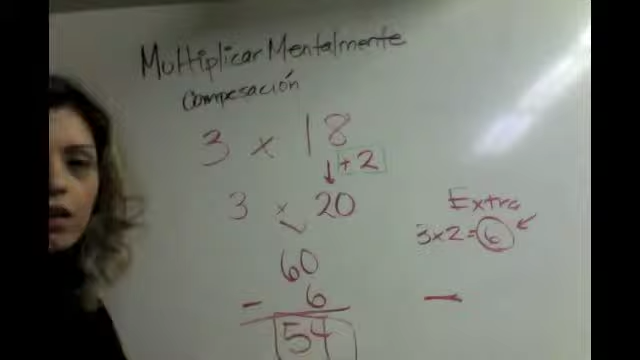 Multiplicar Mentalmente
Compesación
3 x 18
+2
3 x 20
60
- 6
54
Extra
3x2=6
-